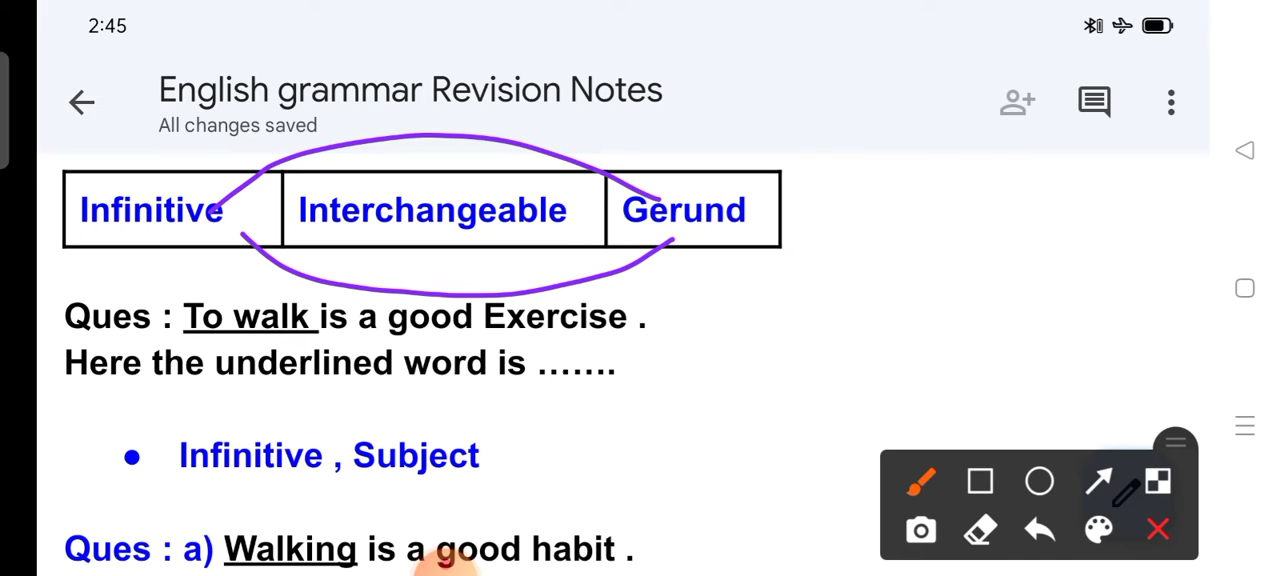 2:45
English grammar Revision Notes
All changes saved
Infinitive Interchangeable Gerund
Ques : To walk is a good Exercise .
Here the underlined word is .......
● Infinitive , Subject
Ques : a) Walking is a good habit .